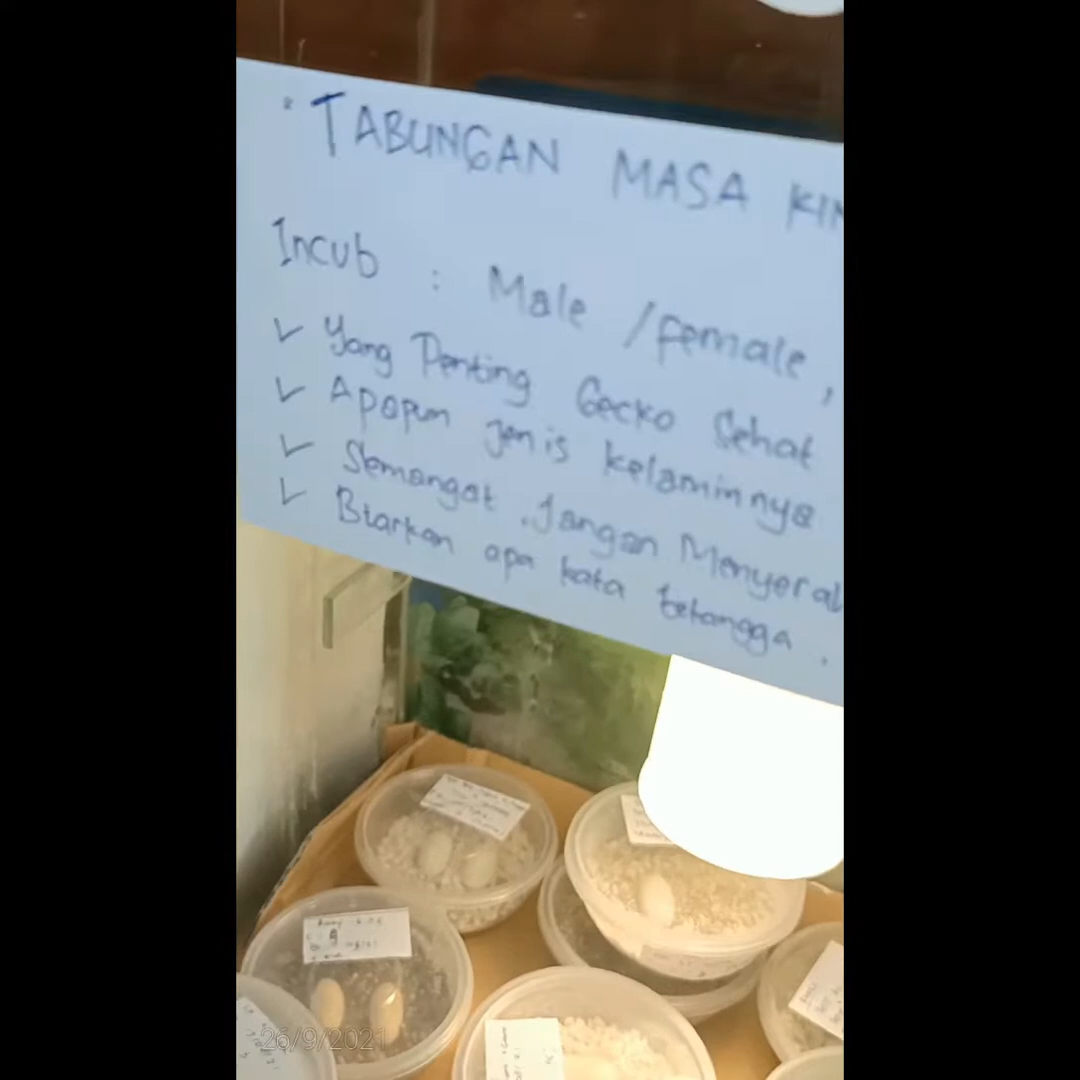 TABUNGAN MASA KIN
Incub : Male / female,
Yang Penting Gecko Sehat
Apapun jenis kelaminnya
Semangat, Jangan Menyerah
Biarkan apa kata tetangga.
26/9/2021